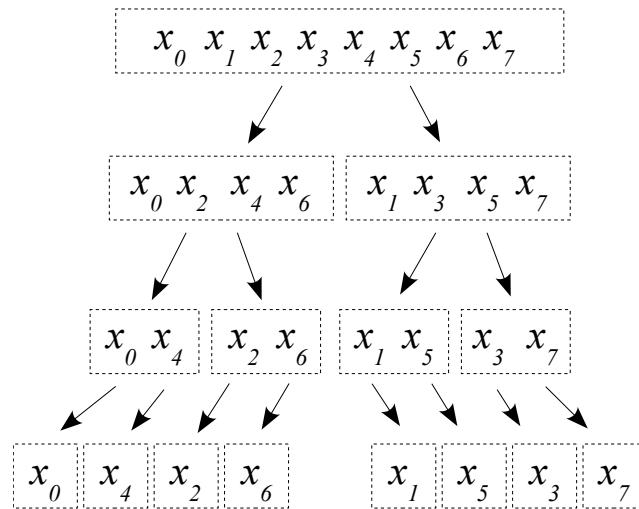 x₀ x₁ x₂ x₃ x₄ x₅ x₆ x₇
x₀ x₂ x₄ x₆ x₁ x₃ x₅ x₇
x₀ x₄ x₂ x₆ x₁ x₅ x₃ x₇
x₀ x₄ x₂ x₆ x₁ x₅ x₃ x₇